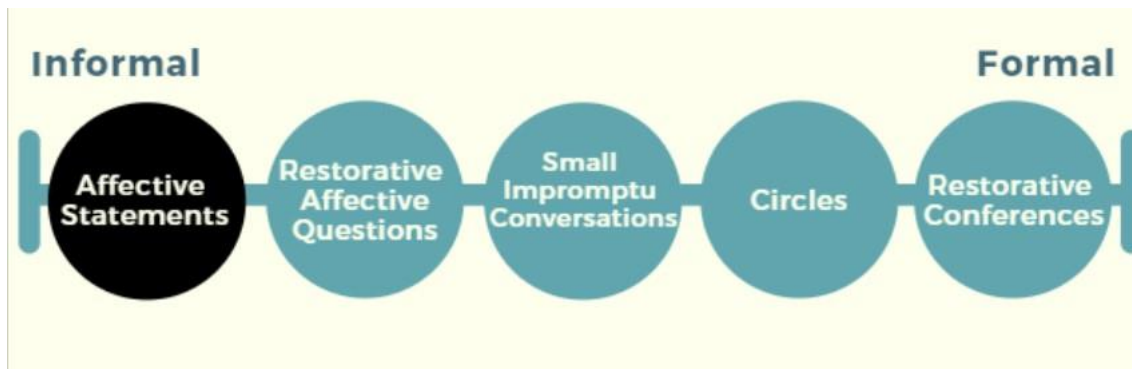 Informal
Formal
Affective
Statements
Restorative
Affective
Questions
Small
Impromptu
Conversations
Circles
Restorative
Conferences